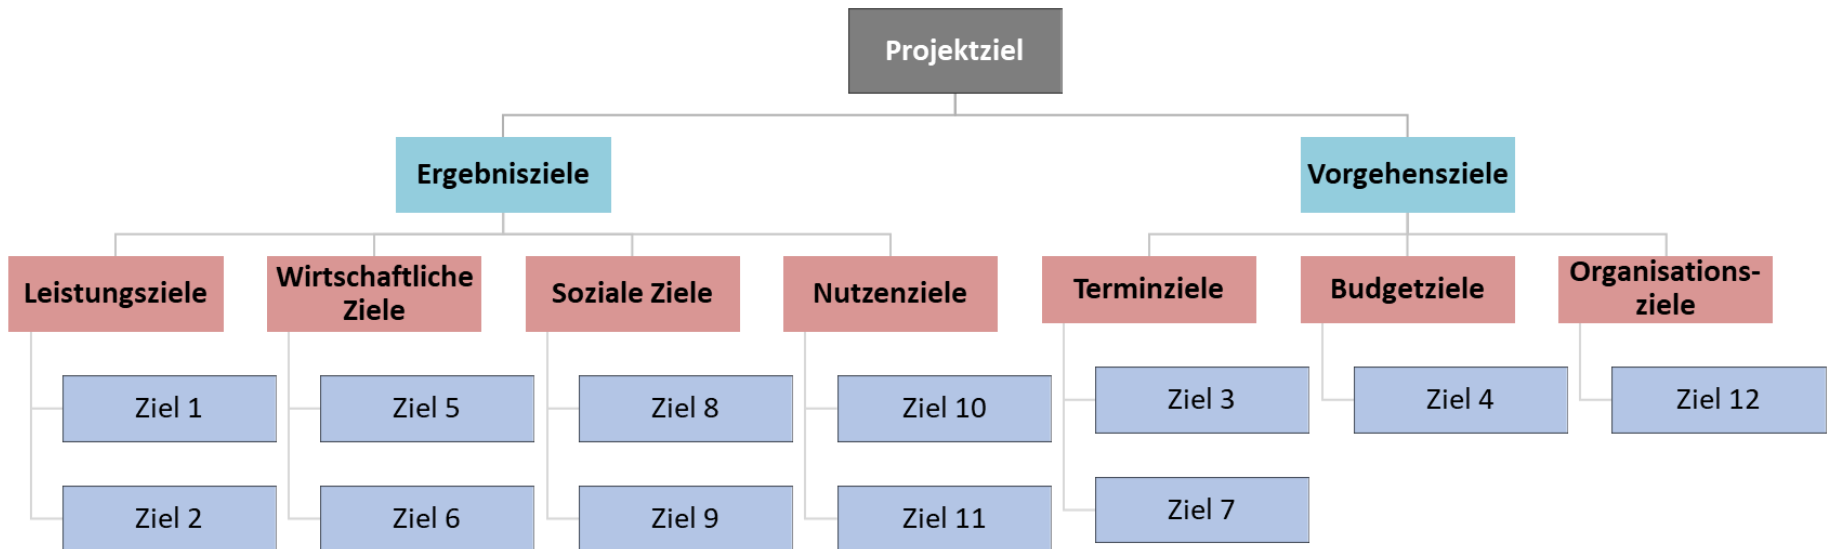 Projektziel
Ergebnisziele
Vorgehensziele
Leistungsziele
Wirtschaftliche
Ziele
Soziale Ziele
Nutzenziele
Terminziele
Budgetziele
Organisations-
ziele
Ziel 1
Ziel 5
Ziel 8
Ziel 10
Ziel 3
Ziel 4
Ziel 12
Ziel 2
Ziel 6
Ziel 9
Ziel 11
Ziel 7